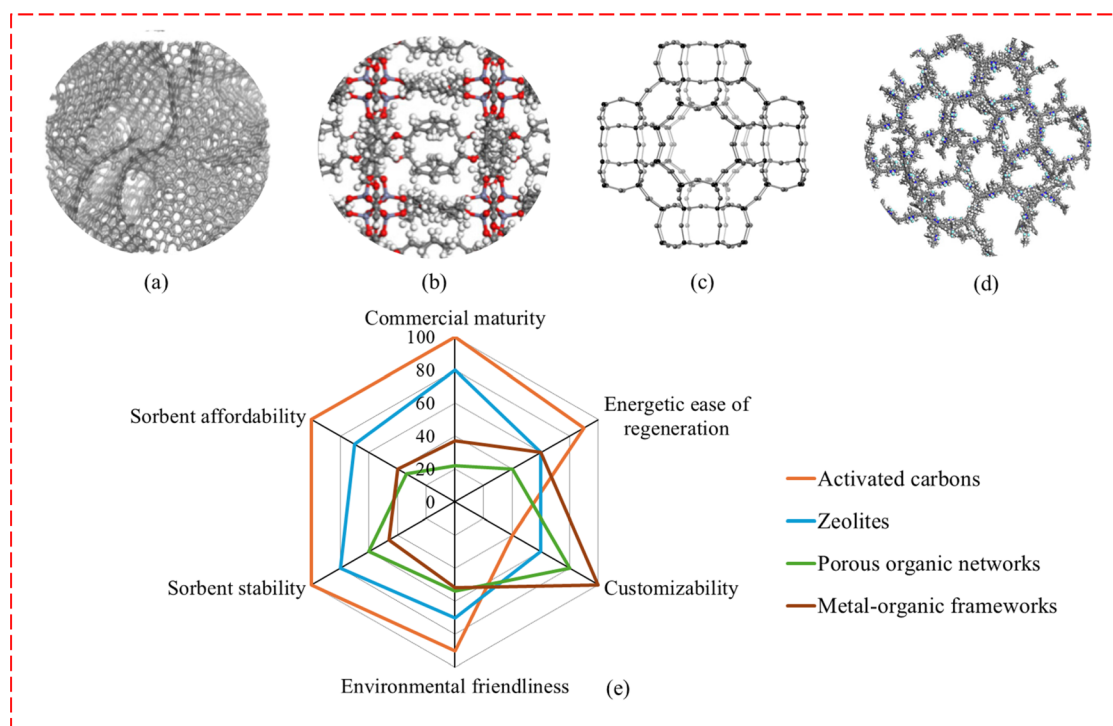 (a)
(b)
(c)
(d)
Commercial maturity
100
80
60
40
20
0
Sorbent affordability
Energetic ease of
regeneration
Sorbent stability
Customizability
Environmental friendliness
(e)
Activated carbons
Zeolites
Porous organic networks
Metal-organic frameworks